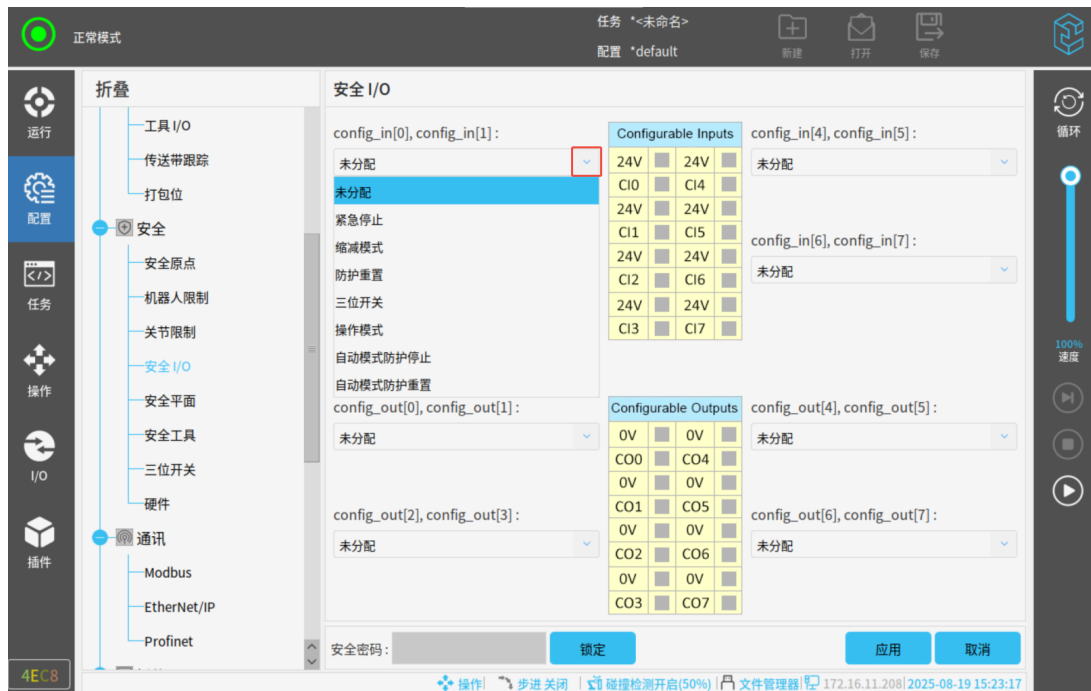 正常模式
任务 *<未命名>
配置 *default
新建
打开
保存
运行
配置
任务
操作
I/O
插件
4EC8
折叠
工具 I/O
传送带跟踪
打包位
安全
安全原点
机器人限制
关节限制
安全 I/O
安全平面
安全工具
三位开关
硬件
通讯
Modbus
EtherNet/IP
Profinet
安全 I/O
config_in[0], config_in[1] :
未分配
未分配
紧急停止
缩减模式
防护重置
三位开关
操作模式
自动模式防护停止
自动模式防护重置
Configurable Inputs
24V 24V
CI0 CI4
24V 24V
CI1 CI5
24V 24V
CI2 CI6
24V 24V
CI3 CI7
config_in[4], config_in[5] :
未分配
config_in[6], config_in[7] :
未分配
config_out[0], config_out[1] :
未分配
config_out[2], config_out[3] :
未分配
Configurable Outputs
0V 0V
CO0 CO4
0V 0V
CO1 CO5
0V 0V
CO2 CO6
0V 0V
CO3 CO7
config_out[4], config_out[5] :
未分配
config_out[6], config_out[7] :
未分配
安全密码 :
锁定
应用
取消
循环
100%
速度
操作 步进 关闭 碰撞检测开启(50%) 文件管理器 172.16.11.208 2025-08-19 15:23:17